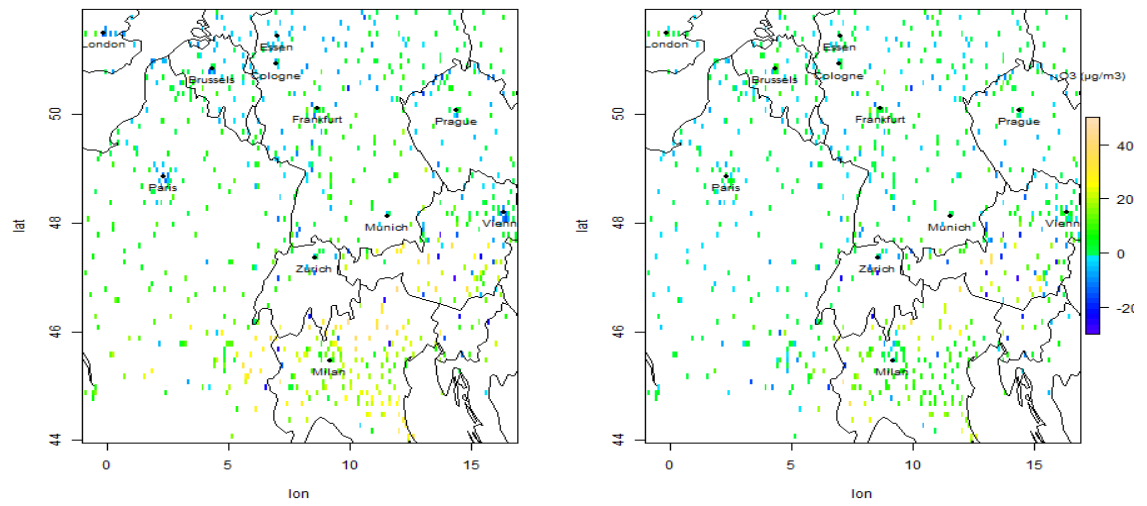 London
Essen
Brussels
Cologne
Frankfurt
Prague
Paris
Munich
Vienn
Zurich
Milan
50
48
46
44
lat
0
5
10
15
lon
London
Essen
Brussels
Cologne
O3 (µg/m3)
Frankfurt
Prague
Paris
Munich
Vienn
Zurich
Milan
50
48
46
44
lat
0
5
10
15
lon
40
20
0
-20